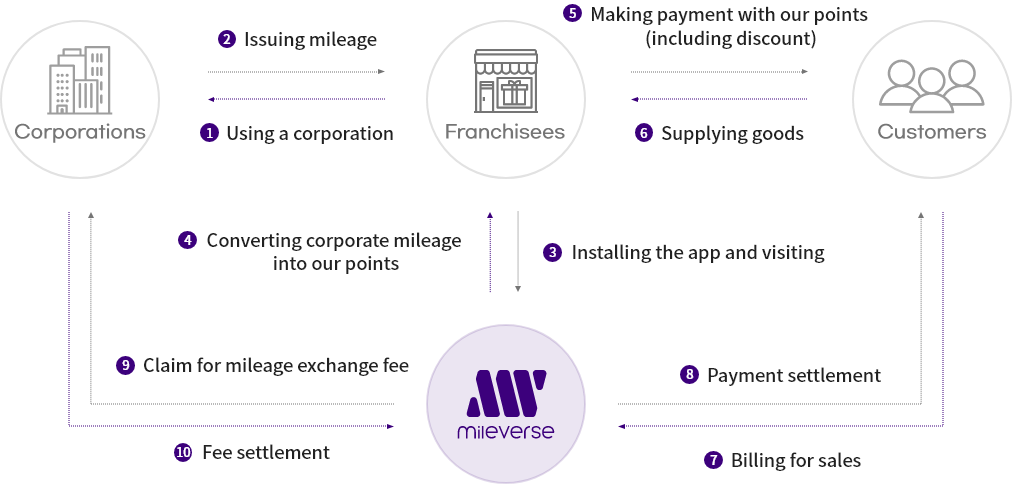 5 Making payment with our points
(including discount)
2 Issuing mileage
Corporations
Franchisees
Customers
1 Using a corporation
6 Supplying goods
4 Converting corporate mileage
into our points
3 Installing the app and visiting
9 Claim for mileage exchange fee
8 Payment settlement
mileverse
10 Fee settlement
7 Billing for sales